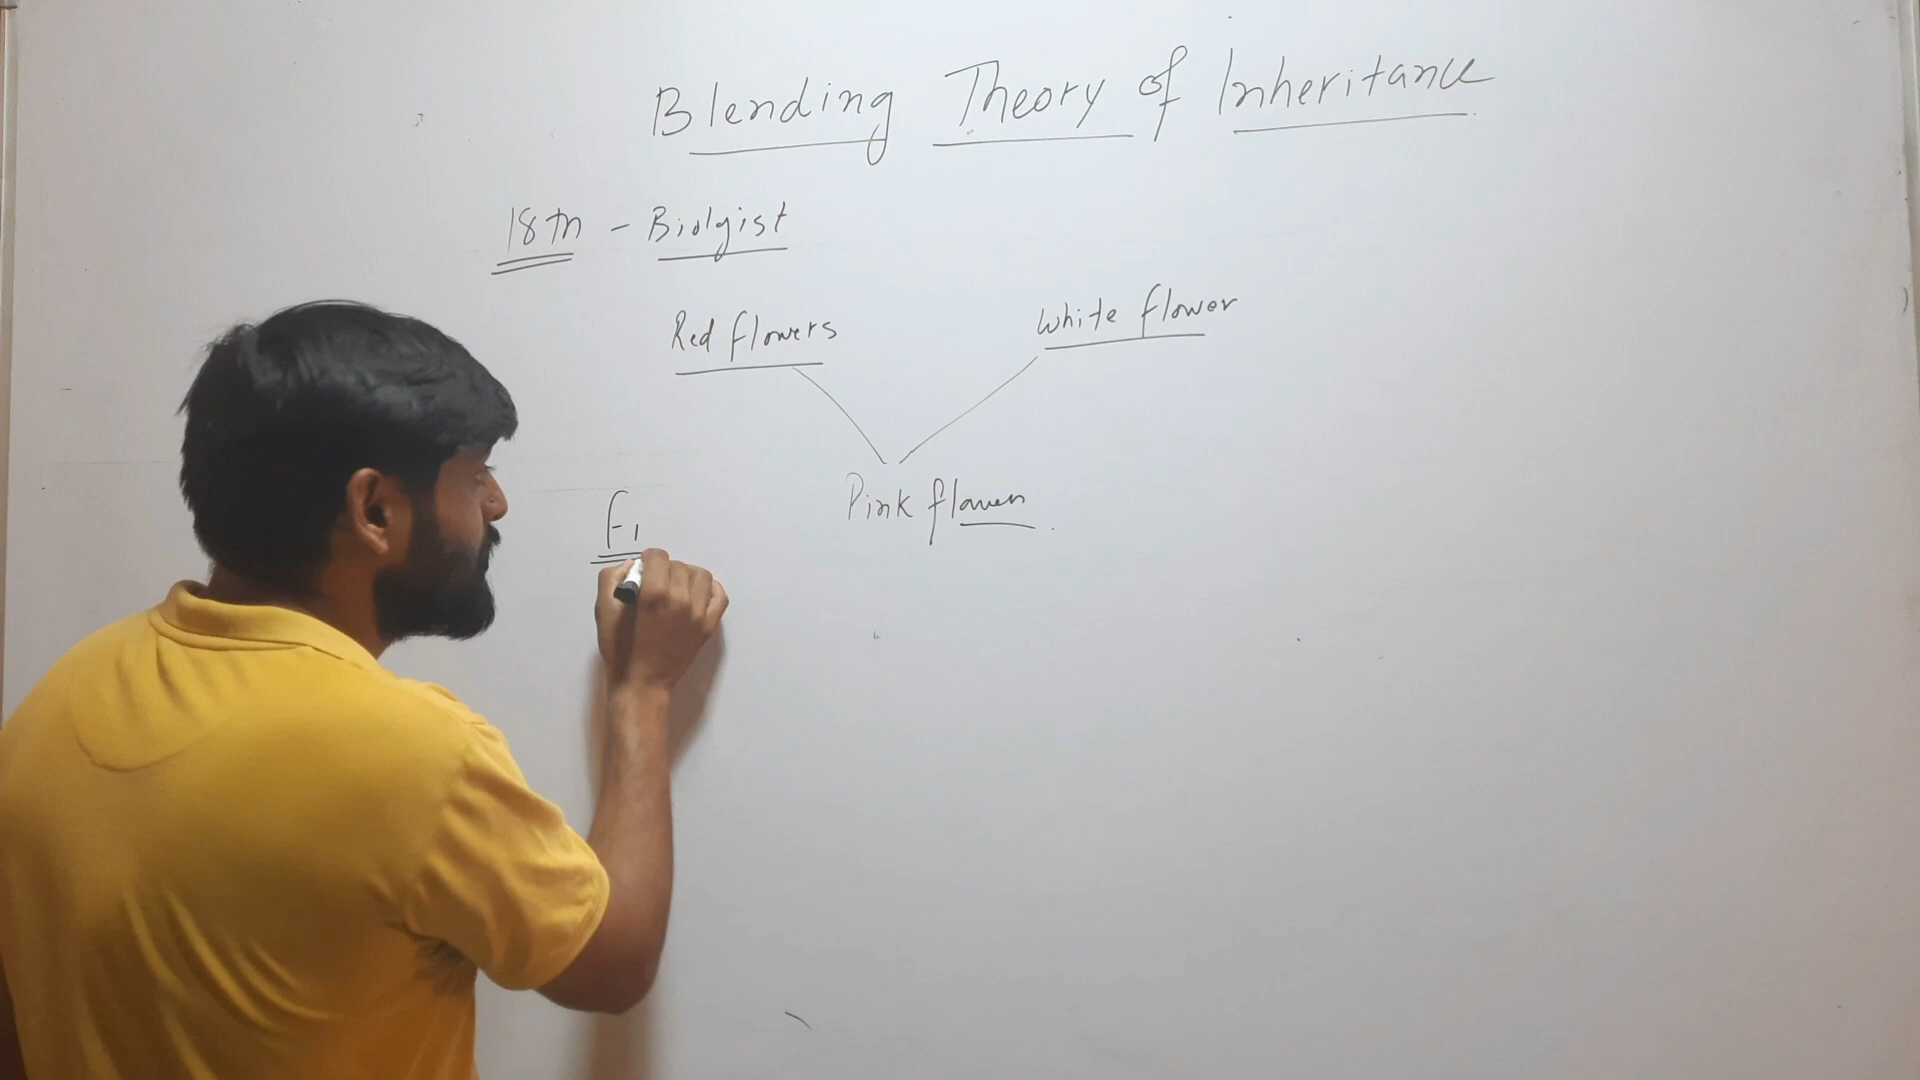 Blending Theory of Inheritance
18th - Biolgist
Red flowers White flower
Pink flower
F1